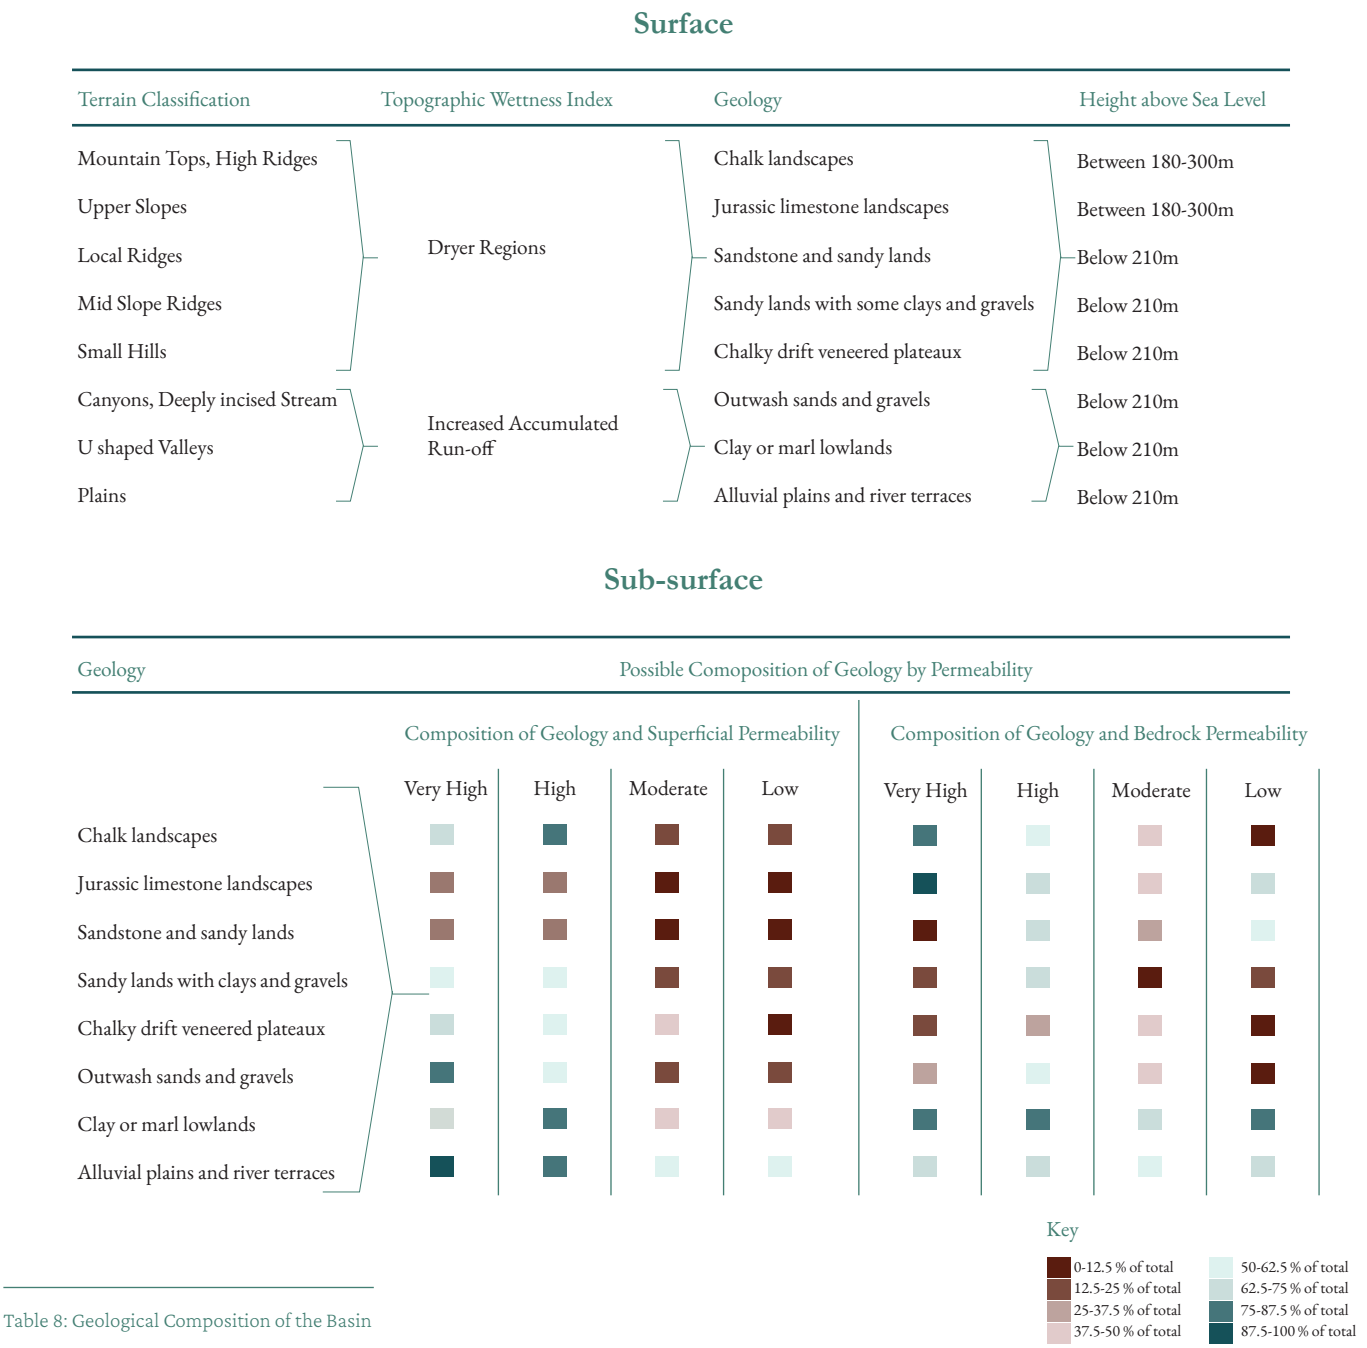 Surface
Terrain Classification Topographic Wettness Index Geology Height above Sea Level
Mountain Tops, High Ridges Chalk landscapes Between 180-300m
Upper Slopes Jurassic limestone landscapes Between 180-300m
Dryer Regions
Local Ridges Sandstone and sandy lands Below 210m
Mid Slope Ridges Sandy lands with some clays and gravels Below 210m
Small Hills Chalky drift veneered plateaux Below 210m
Canyons, Deeply incised Stream Outwash sands and gravels Below 210m
Increased Accumulated
Run-off
U shaped Valleys Clay or marl lowlands Below 210m
Plains Alluvial plains and river terraces Below 210m
Sub-surface
Geology Possible Comoposition of Geology by Permeability
Composition of Geology and Superficial Permeability Composition of Geology and Bedrock Permeability
Very High High Moderate Low Very High High Moderate Low
Chalk landscapes
Jurassic limestone landscapes
Sandstone and sandy lands
Sandy lands with clays and gravels
Chalky drift veneered plateaux
Outwash sands and gravels
Clay or marl lowlands
Alluvial plains and river terraces
Key
0-12.5 % of total 50-62.5 % of total
12.5-25 % of total 62.5-75 % of total
25-37.5 % of total 75-87.5 % of total
37.5-50 % of total 87.5-100 % of total
Table 8: Geological Composition of the Basin